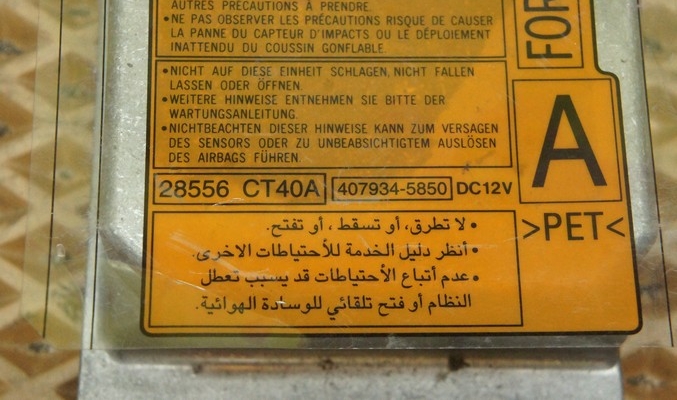 AUTRES PRÉCAUTIONS À PRENDRE.
•NE PAS OBSERVER LES PRÉCAUTIONS RISQUE DE CAUSER
LA PANNE DU CAPTEUR D'IMPACTS OU LE DÉPLOIEMENT
INATTENDU DU COUSSIN GONFLABLE.
FOR
•NICHT AUF DIESE EINHEIT SCHLAGEN, NICHT FALLEN
LASSEN ODER ÖFFNEN.
•WEITERE HINWEISE ENTNEHMEN SIE BITTE DER
WARTUNGSANLEITUNG.
•NICHTBEACHTEN DIESER HINWEISE KANN ZUM VERSAGEN
DES SENSORS ODER ZU UNBEABSICHTIGTEM AUSLÖSEN
DES AIRBAGS FÜHREN.
A
28556 CT40A 407934-5850 DC12V
>PET<
• لا تطرق، أو تسقط ، أو تفتح.
• أنظر دليل الخدمة للأحتياطات الاخرى.
• عدم أتباع الأحتياطات قد يسبب تعطل
النظام أو فتح تلقائي للوسادة الهوائية.